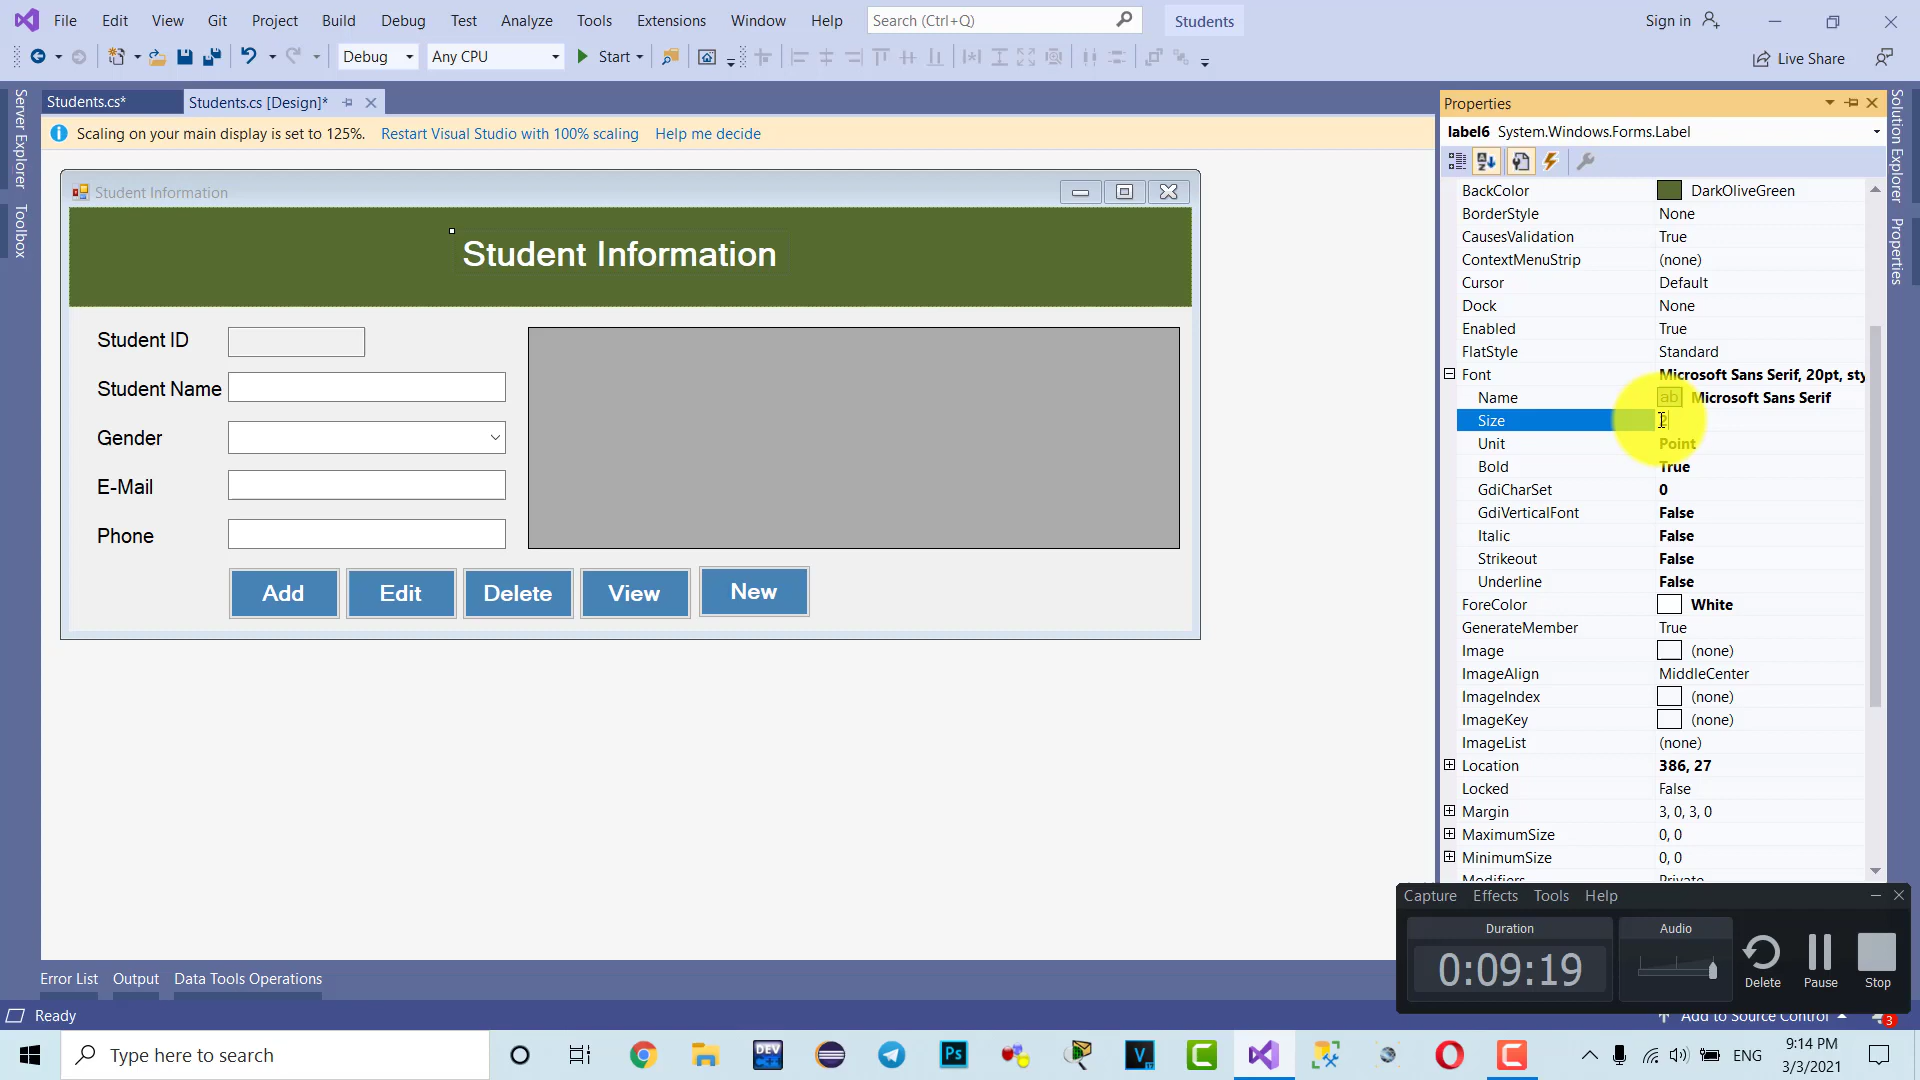 File Edit View Git Project Build Debug Test Analyze Tools Extensions Window Help Search (Ctrl+Q) Students Sign in
Debug Any CPU Start Live Share
Server Explorer
Toolbox
Students.cs* Students.cs [Design]*
Scaling on your main display is set to 125%. Restart Visual Studio with 100% scaling Help me decide
Student Information
Student Information
Student ID
Student Name
Gender
E-Mail
Phone
Add Edit Delete View New
Properties
label6 System.Windows.Forms.Label
BackColor DarkOliveGreen
BorderStyle None
CausesValidation True
ContextMenuStrip (none)
Cursor Default
Dock None
Enabled True
FlatStyle Standard
Font Microsoft Sans Serif, 20pt, sty
Name ab Microsoft Sans Serif
Size
Unit Point
Bold True
GdiCharSet 0
GdiVerticalFont False
Italic False
Strikeout False
Underline False
ForeColor White
GenerateMember True
Image (none)
ImageAlign MiddleCenter
ImageIndex (none)
ImageKey (none)
ImageList (none)
Location 386, 27
Locked False
Margin 3, 0, 3, 0
MaximumSize 0, 0
MinimumSize 0, 0
Modifiers Private
Solution Explorer
Properties
Capture Effects Tools Help
Duration Audio
0:09:19
Delete Pause Stop
Error List Output Data Tools Operations
Ready
Add to Source Control 3
Type here to search
DEV
Ps
V
C
C
ENG
9:14 PM
3/3/2021